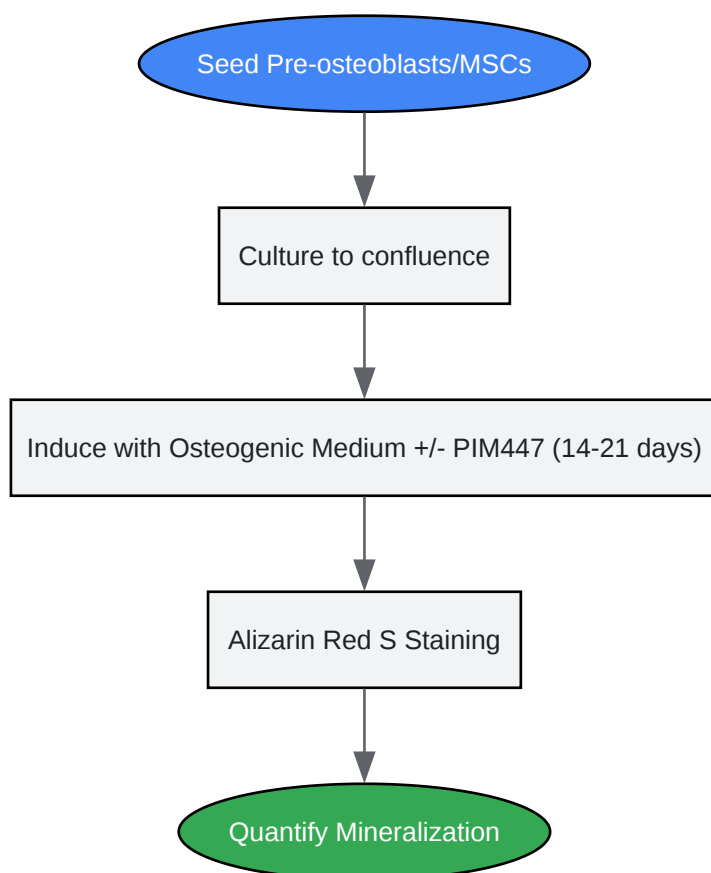 Seed Pre-osteoblasts/MSCs
Culture to confluence
Induce with Osteogenic Medium +/- PIM447 (14-21 days)
Alizarin Red S Staining
Quantify Mineralization